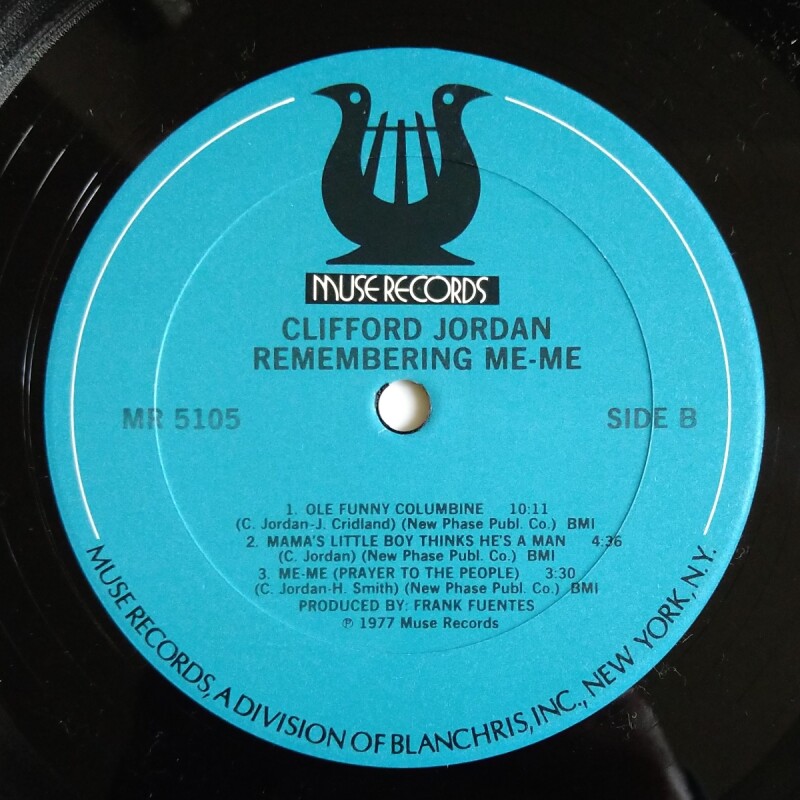 MUSE RECORDS
CLIFFORD JORDAN
REMEMBERING ME-ME
MR 5105
SIDE B
1. OLE FUNNY COLUMBINE 10:11
(C. Jordan-J. Cridland) (New Phase Publ. Co.) BMI
2. MAMA'S LITTLE BOY THINKS HE'S A MAN 4:36
(C. Jordan) (New Phase Publ. Co.) BMI
3. ME-ME (PRAYER TO THE PEOPLE) 3:30
(C. Jordan-H. Smith) (New Phase Publ. Co.) BMI
PRODUCED BY: FRANK FUENTES
℗ 1977 Muse Records
MUSE RECORDS, A DIVISION OF BLANCHRIS, INC., NEW YORK, N.Y.